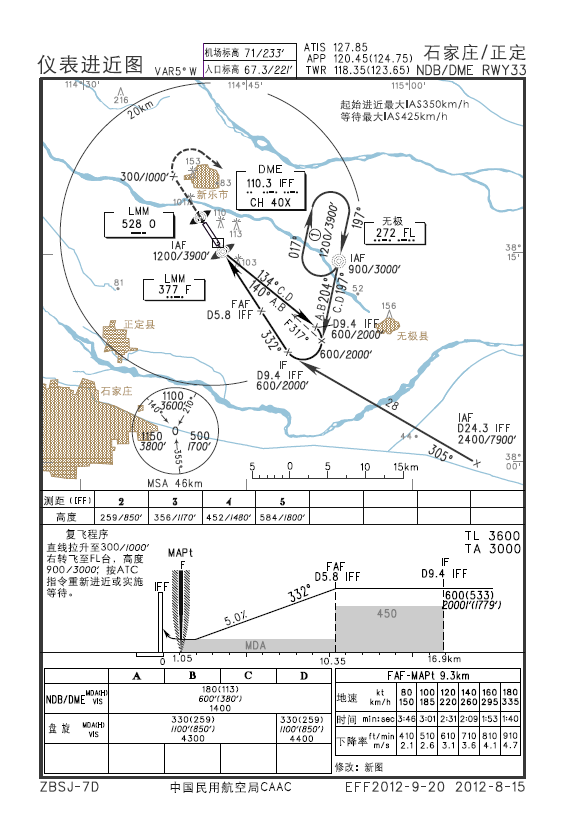 仪表进近图
VAR5°W
机场标高 71/233'
入口标高 67.3/221'
ATIS 127.85
APP 120.45(124.75)
TWR 118.35(123.65)
石家庄/正定
NDB/DME RWY33
114°30'
114°45'
115°00'
216
20km
起始进近最大IAS350km/h
等待最大IAS425km/h
300/1000'
153
183
新乐市
101
110
113
103
DME
110.3 IFF
CH 40X
LMM
528 O
IAF
1200/3900'
LMM
377 F
017°
1200/3900'
①
197°
无极
272 FL
IAF
900/3000'
38°
15'
134°C.D
140°A.B
A.B204°
C.D197°
52
81
FAF
D5.8 IFF
F317°
D9.4 IFF
600/2000'
600/2000'
156
无极县
正定县
332°
IF
D9.4 IFF
600/2000'
石家庄
1100
3600'
140°
210°
1150
3800'
500
1700'
355°
MSA 46km
28
IAF
D24.3 IFF
2400/7900'
44
305°
38°
00'
5 0 5 10 15km
测距(IFF) 2 3 4 5
高度 259/850' 356/1170' 452/1480' 584/1800'
复飞程序
直线拉升至300/1000'
右转飞至FL台，高度
900/3000'，按ATC
指令重新进近或实施
等待。
TL 3600
TA 3000
MAPt
F
IFF
FAF
D5.8 IFF
IF
D9.4 IFF
332°
5.0%
600(533)
2000'(1779')
450
MDA
0 1.05 10.35 16.9km
A B C D
NDB/DME MDA(H) VIS
180(113)
600'(380')
1400
盘旋 MDA(H) VIS
330(259)
1100'(850')
4300
330(259)
1100'(850')
4400
FAF-MAPt 9.3km
地速 kt 80 100 120 140 160 180
km/h 150 185 220 260 295 335
时间 min:sec 3:46 3:01 2:31 2:09 1:53 1:40
下降率 ft/min 410 510 610 710 810 910
m/s 2.1 2.6 3.1 3.6 4.1 4.7
修改：新图
ZBSJ-7D
中国民用航空局CAAC
EFF2012-9-20 2012-8-15